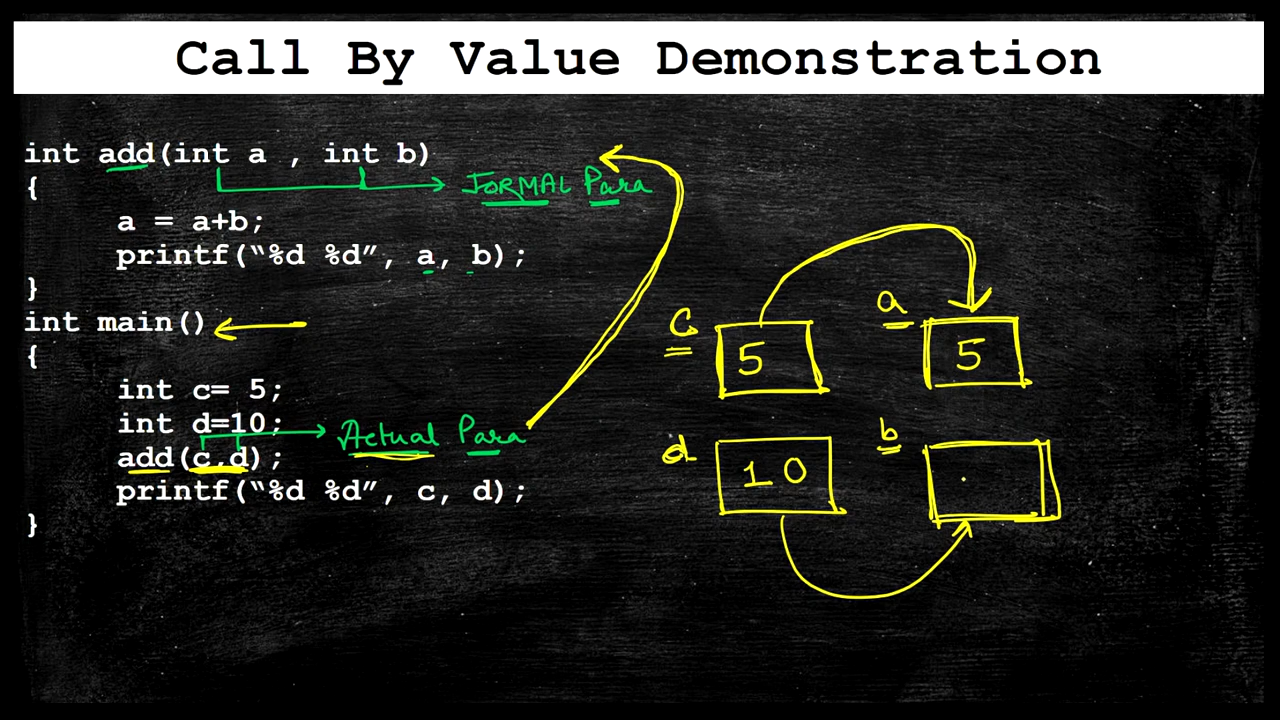 Call By Value Demonstration
int add(int a , int b)
{
FORMAL Para
a = a+b;
printf(“%d %d”, a, b);
}
int main()
{
int c= 5;
int d=10;
Actual Para
add(c,d);
printf(“%d %d”, c, d);
}
c 5
a 5
d 10
b